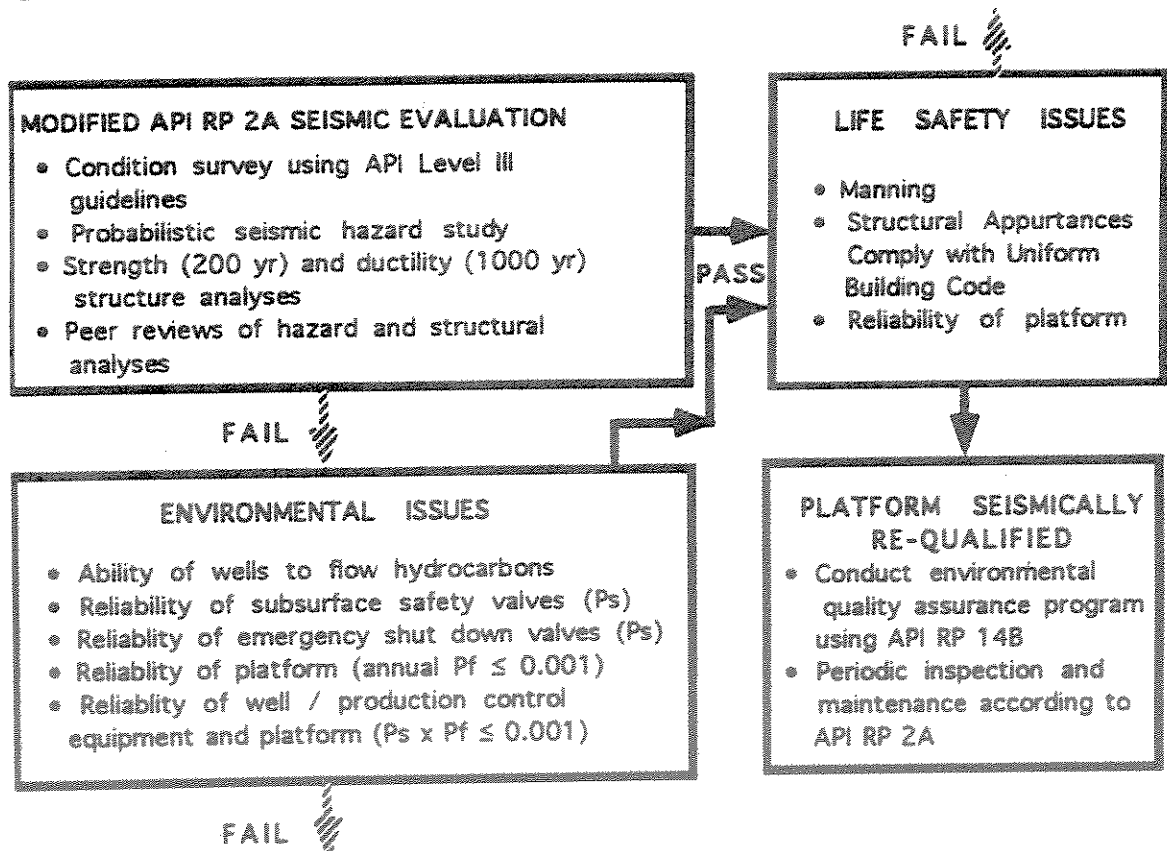 FAIL
MODIFIED API RP 2A SEISMIC EVALUATION
• Condition survey using API Level III
guidelines
• Probabilistic seismic hazard study
• Strength (200 yr) and ductility (1000 yr)
structure analyses
• Peer reviews of hazard and structural
analyses
PASS
LIFE SAFETY ISSUES
• Manning
• Structural Appurtances
Comply with Uniform
Building Code
• Reliability of platform
FAIL
ENVIRONMENTAL ISSUES
• Ability of wells to flow hydrocarbons
• Reliability of subsurface safety valves (Ps)
• Reliablity of emergency shut down valves (Ps)
• Reliablity of platform (annual Pf ≤ 0.001)
• Reliablity of well / production control
equipment and platform (Ps x Pf ≤ 0.001)
PLATFORM SEISMICALLY
RE-QUALIFIED
• Conduct environmental
quality assurance program
using API RP 14B
• Periodic inspection and
maintenance according to
API RP 2A
FAIL